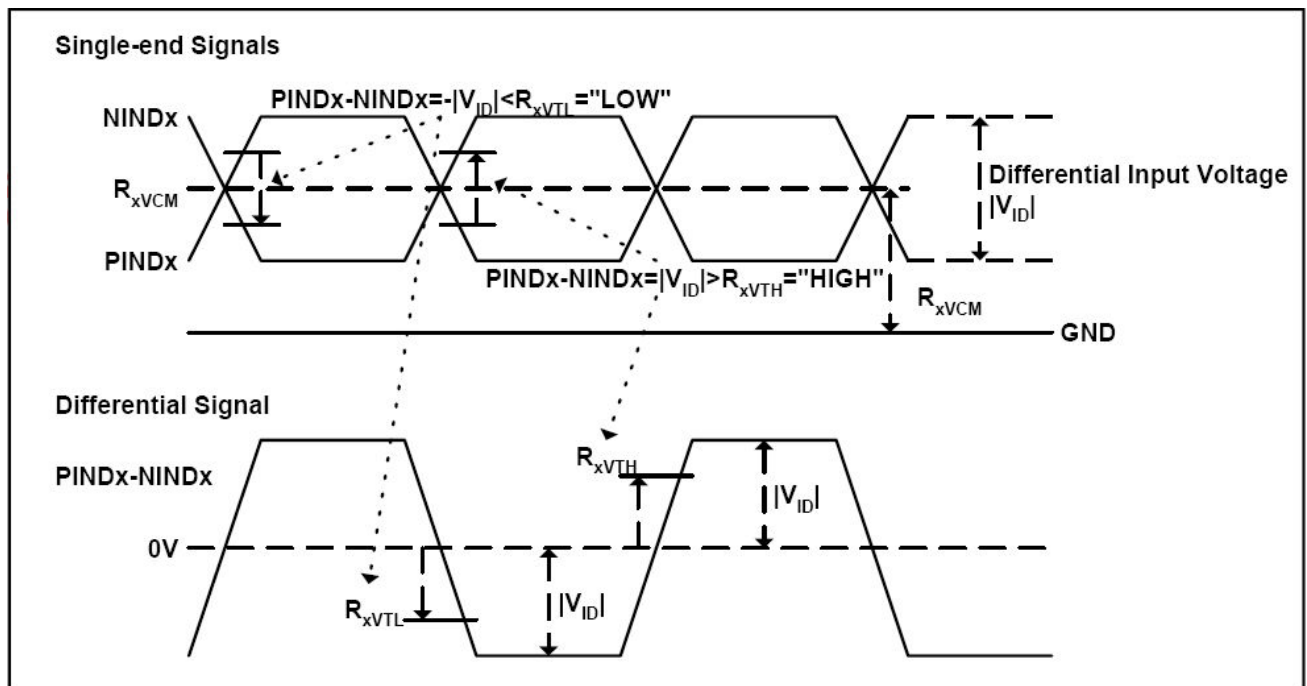 Single-end Signals
PINDx-NINDx=-|VID|<RxVTL="LOW"
NINDx
RxVCM
Differential Input Voltage
|VID|
PINDx
PINDx-NINDx=|VID|>RxVTH="HIGH"
RxVCM
GND
Differential Signal
RxVTH
PINDx-NINDx
|VID|
0V
RxVTL
|VID|